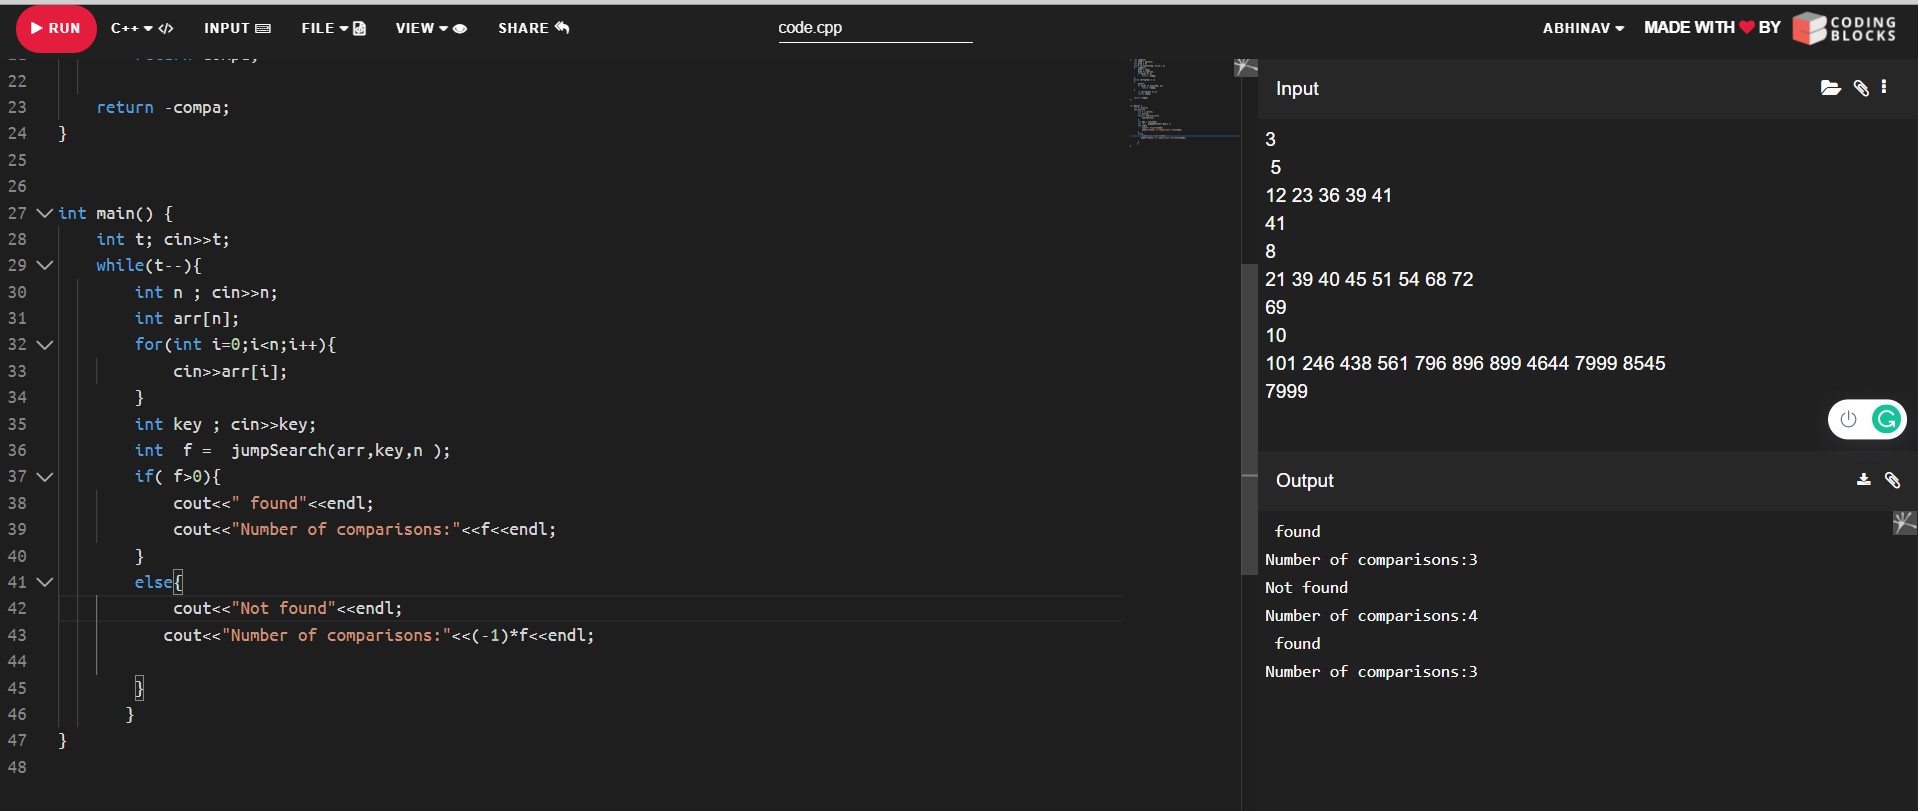 RUN C++ </> INPUT FILE VIEW SHARE code.cpp ABHINAV MADE WITH BY CODING BLOCKS
22
23 return -compa;
24 }
25
26
27 int main() {
28 int t; cin>>t;
29 while(t--){
30 int n ; cin>>n;
31 int arr[n];
32 for(int i=0;i<n;i++){
33 cin>>arr[i];
34 }
35 int key ; cin>>key;
36 int  f =  jumpSearch(arr,key,n );
37 if( f>0){
38 cout<<" found"<<endl;
39 cout<<"Number of comparisons:"<<f<<endl;
40 }
41 else{
42 cout<<"Not found"<<endl;
43 cout<<"Number of comparisons:"<<(-1)*f<<endl;
44
45 }
46 }
47 }
48
Input
3
5
12 23 36 39 41
41
8
21 39 40 45 51 54 68 72
69
10
101 246 438 561 796 896 899 4644 7999 8545
7999
Output
found
Number of comparisons:3
Not found
Number of comparisons:4
found
Number of comparisons:3